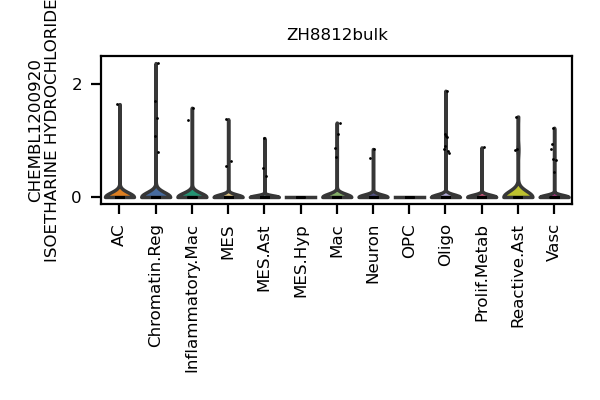 ZH8812bulk
CHEMBL1200920
ISOETHARINE HYDROCHLORIDE
2
0
AC
Chromatin.Reg
Inflammatory.Mac
MES
MES.Ast
MES.Hyp
Mac
Neuron
OPC
Oligo
Prolif.Metab
Reactive.Ast
Vasc